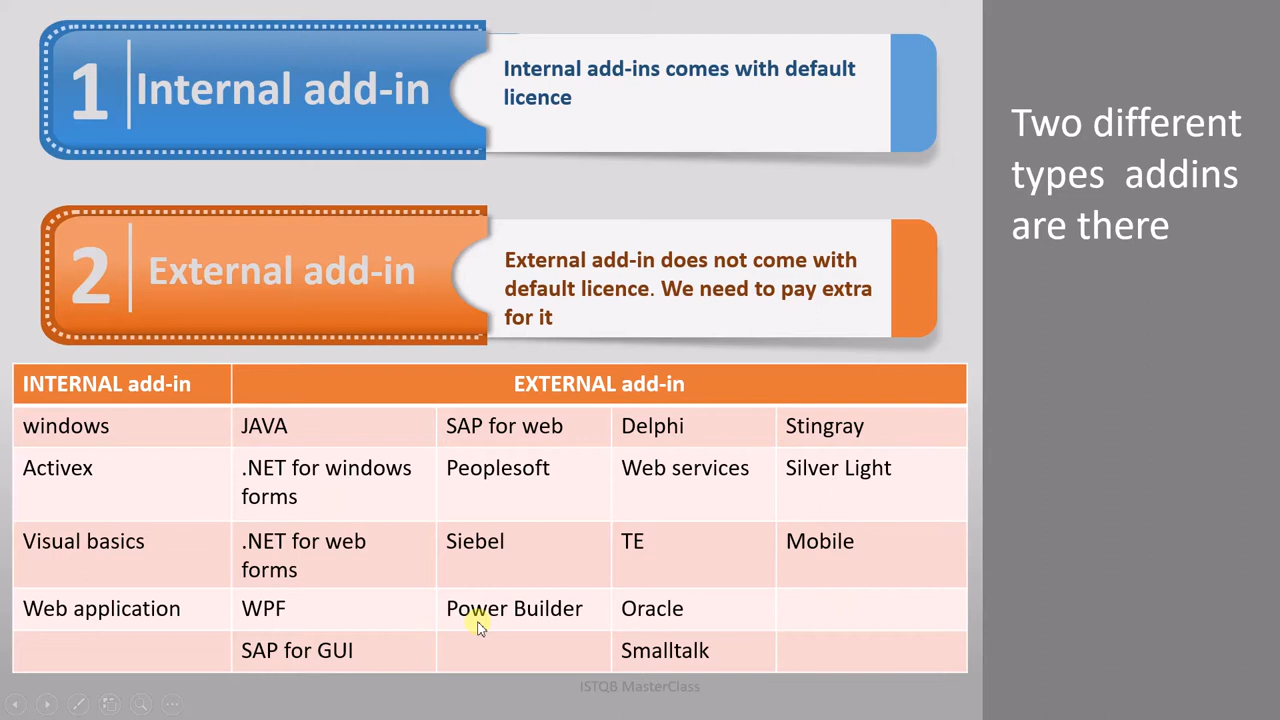 1
Internal add-in
Internal add-ins comes with default
licence
2
External add-in
External add-in does not come with
default licence. We need to pay extra
for it
Two different
types addins
are there
INTERNAL add-in EXTERNAL add-in
windows JAVA SAP for web Delphi Stingray
Activex .NET for windows Peoplesoft Web services Silver Light
forms
Visual basics .NET for web Siebel TE Mobile
forms
Web application WPF Power Builder Oracle
SAP for GUI Smalltalk
ISTQB MasterClass